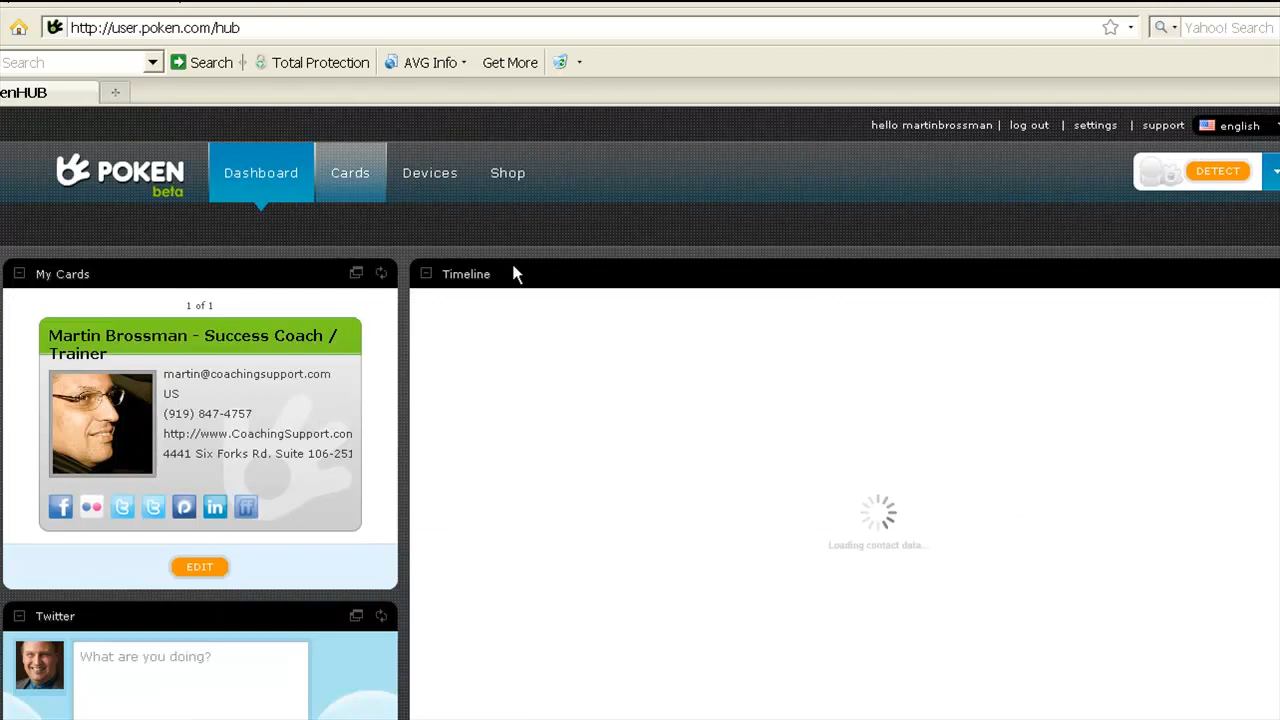 http://user.poken.com/hub
Yahoo! Search
Search
Search
Total Protection
AVG Info
Get More
enHUB
hello martinbrossman | log out | settings | support
english
POKEN
beta
Dashboard
Cards
Devices
Shop
DETECT
My Cards
Timeline
1 of 1
Martin Brossman - Success Coach /
Trainer
martin@coachingsupport.com
US
(919) 847-4757
http://www.CoachingSupport.con
4441 Six Forks Rd. Suite 106-251
Loading contact data...
EDIT
Twitter
What are you doing?